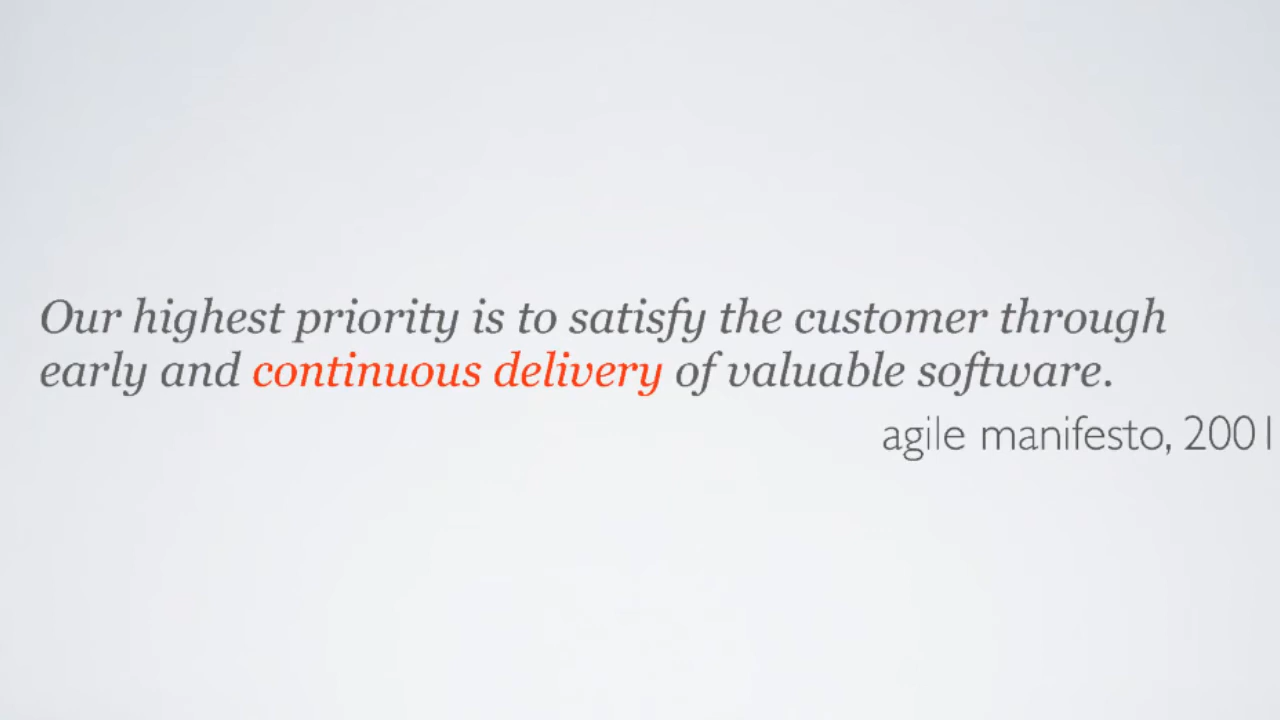 Our highest priority is to satisfy the customer through
early and continuous delivery of valuable software.
agile manifesto, 2001